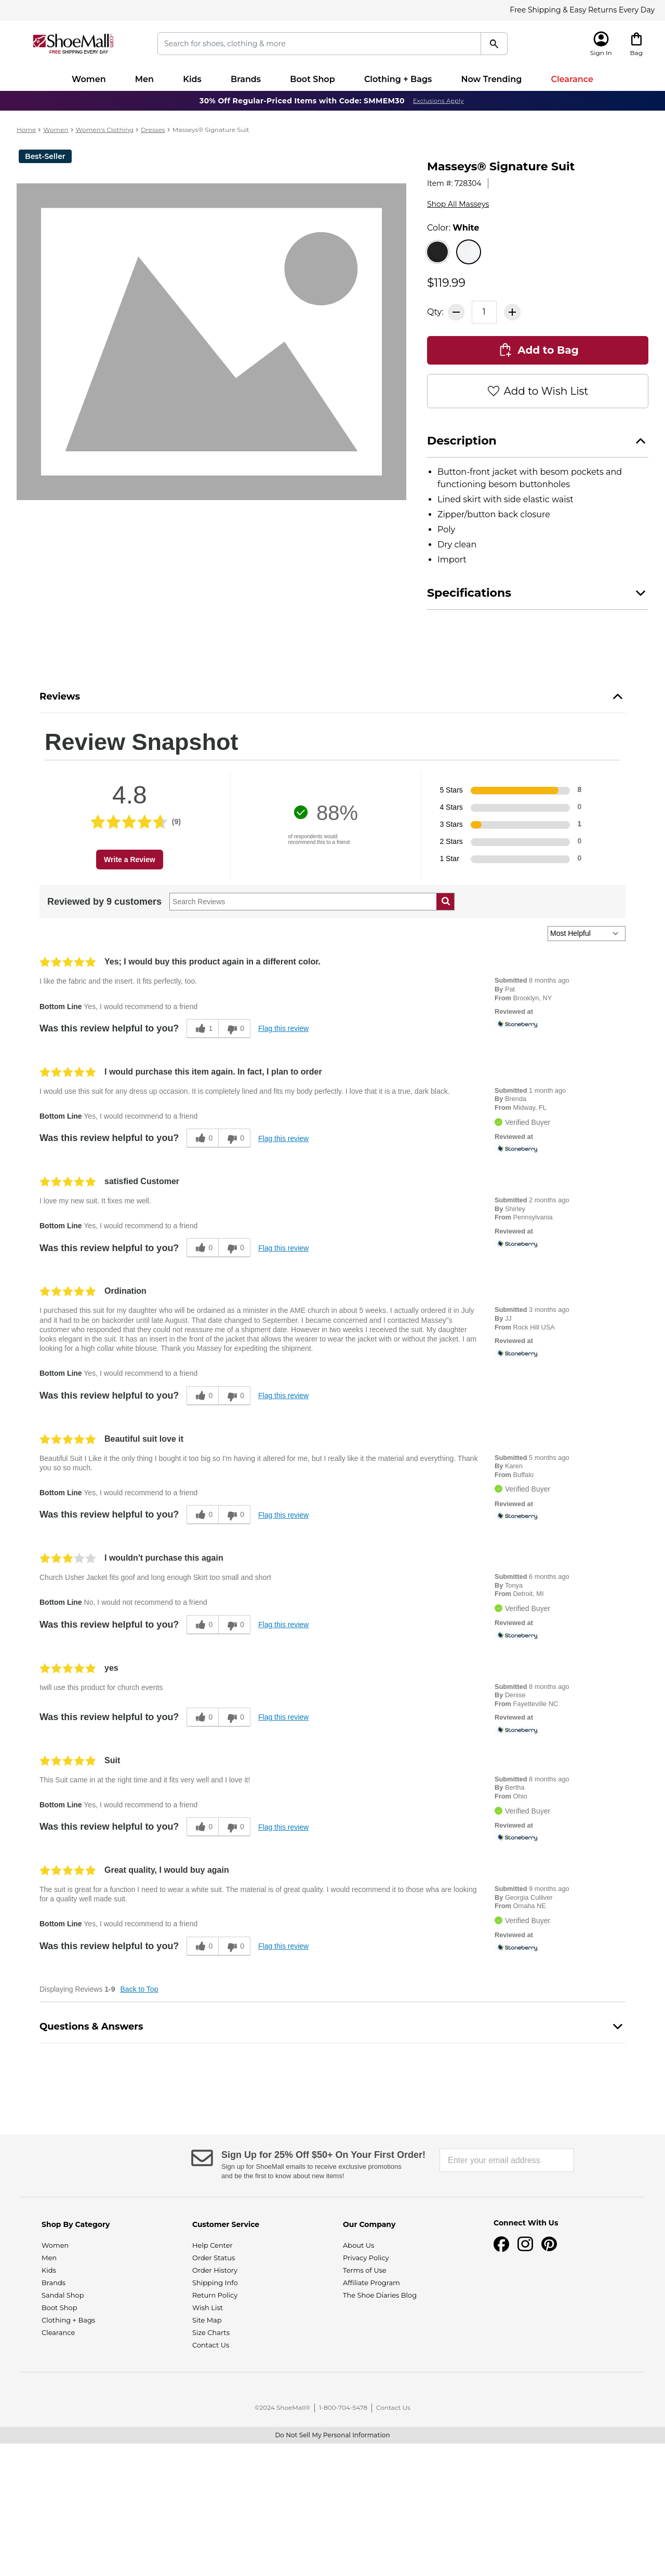 Free Shipping & Easy Returns Every Day
ShoeMall
FREE SHIPPING EVERY DAY
Search for shoes, clothing & more
Sign In
Bag
Women Men Kids Brands Boot Shop Clothing + Bags Now Trending Clearance
30% Off Regular-Priced Items with Code: SMMEM30 Exclusions Apply
Home > Women > Women's Clothing > Dresses > Masseys® Signature Suit
Best-Seller
Masseys® Signature Suit
Item #: 728304
Shop All Masseys
Color: White
$119.99
Qty: 1
Add to Bag
Add to Wish List
Description
• Button-front jacket with besom pockets and
functioning besom buttonholes
• Lined skirt with side elastic waist
• Zipper/button back closure
• Poly
• Dry clean
• Import
Specifications
Reviews
Review Snapshot
4.8
(9)
Write a Review
88%
of respondents would
recommend this to a friend
5 Stars 8
4 Stars 0
3 Stars 1
2 Stars 0
1 Star 0
Reviewed by 9 customers
Search Reviews
Most Helpful
Yes; I would buy this product again in a different color.
I like the fabric and the insert. It fits perfectly, too.
Bottom Line Yes, I would recommend to a friend
Was this review helpful to you? 1 0 Flag this review
Submitted 8 months ago
By Pat
From Brooklyn, NY
Reviewed at
Stoneberry
I would purchase this item again. In fact, I plan to order
I would use this suit for any dress up occasion. It is completely lined and fits my body perfectly. I love that it is a true, dark black.
Bottom Line Yes, I would recommend to a friend
Was this review helpful to you? 0 0 Flag this review
Submitted 1 month ago
By Brenda
From Midway, FL
Verified Buyer
Reviewed at
Stoneberry
satisfied Customer
I love my new suit. It fixes me well.
Bottom Line Yes, I would recommend to a friend
Was this review helpful to you? 0 0 Flag this review
Submitted 2 months ago
By Shirley
From Pennsylvania
Reviewed at
Stoneberry
Ordination
I purchased this suit for my daughter who will be ordained as a minister in the AME church in about 5 weeks. I actually ordered it in July
and it had to be on backorder until late August. That date changed to September. I became concerned and I contacted Massey"s
customer who responded that they could not reassure me of a shipment date. However in two weeks I received the suit. My daughter
looks elegant in the suit. It has an insert in front of the jacket of that jacket that allows the wearer to wear the jacket with or without the jacket. I am
looking for a high collar white blouse. Thank you Massey for expediting the shipment.
Bottom Line Yes, I would recommend to a friend
Was this review helpful to you? 0 0 Flag this review
Submitted 3 months ago
By JJ
From Rock Hill USA
Reviewed at
Stoneberry
Beautiful suit love it
Beautiful Suit I Like it the only thing I bought it too big so I'm having it altered for me, but I really like it the material and everything. Thank
you so so much.
Bottom Line Yes, I would recommend to a friend
Was this review helpful to you? 0 0 Flag this review
Submitted 5 months ago
By Karen
From Buffalo
Verified Buyer
Reviewed at
Stoneberry
I wouldn't purchase this again
Church Usher Jacket fits goof and long enough Skirt too small and short
Bottom Line No, I would not recommend to a friend
Was this review helpful to you? 0 0 Flag this review
Submitted 6 months ago
By Tonya
From Detroit, MI
Verified Buyer
Reviewed at
Stoneberry
yes
Iwill use this product for church events
Was this review helpful to you? 0 0 Flag this review
Submitted 8 months ago
By Denise
From Fayetteville NC
Reviewed at
Stoneberry
Suit
This Suit came in at the right time and it fits very well and I love it!
Bottom Line Yes, I would recommend to a friend
Was this review helpful to you? 0 0 Flag this review
Submitted 8 months ago
By Bertha
From Ohio
Verified Buyer
Reviewed at
Stoneberry
Great quality, I would buy again
The suit is great for a function I need to wear a white suit. The material is of great quality. I would recommend it to those wha are looking
for a quality well made suit.
Bottom Line Yes, I would recommend to a friend
Was this review helpful to you? 0 0 Flag this review
Submitted 9 months ago
By Georgia Culliver
From Omaha NE
Verified Buyer
Reviewed at
Stoneberry
Displaying Reviews 1-9 Back to Top
Questions & Answers
Sign Up for 25% Off $50+ On Your First Order!
Sign up for ShoeMall emails to receive exclusive promotions
and be the first to know about new items!
Enter your email address
Shop By Category
Women
Men
Kids
Brands
Sandal Shop
Boot Shop
Clothing + Bags
Clearance
Customer Service
Help Center
Order Status
Order History
Shipping Info
Return Policy
Wish List
Site Map
Size Charts
Contact Us
Our Company
About Us
Privacy Policy
Terms of Use
Affiliate Program
The Shoe Diaries Blog
Connect With Us
©2024 ShoeMall® | 1-800-704-5478 | Contact Us
Do Not Sell My Personal Information